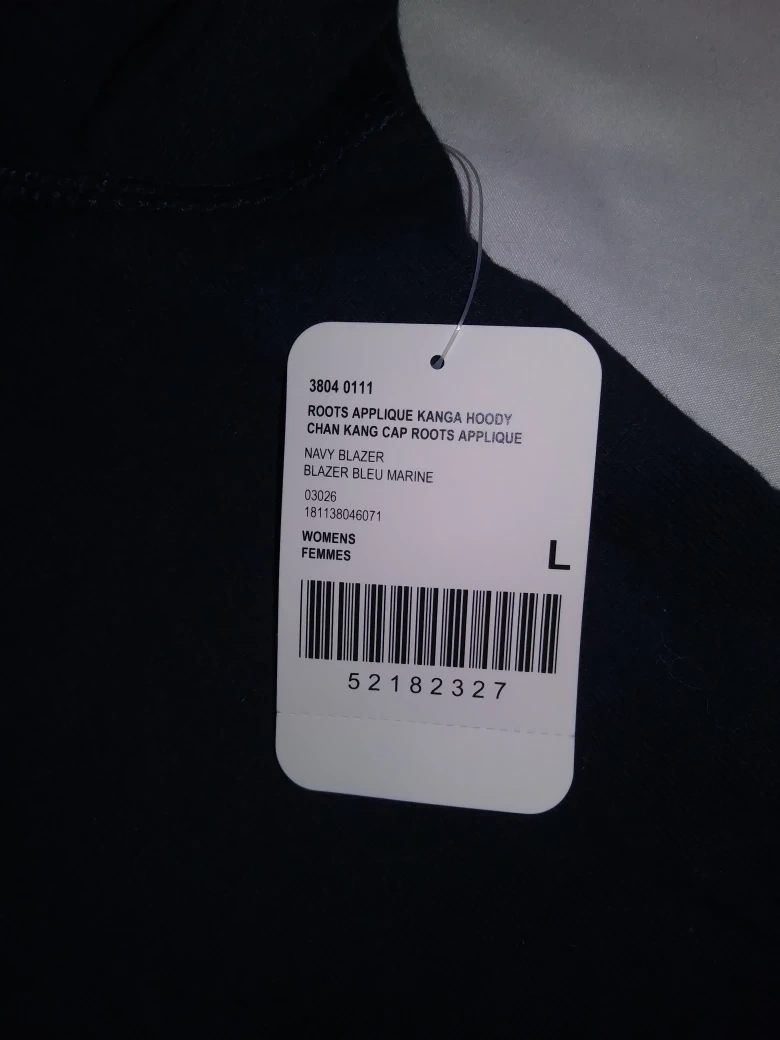 3804 0111
ROOTS APPLIQUE KANGA HOODY
CHAN KANG CAP ROOTS APPLIQUE
NAVY BLAZER
BLAZER BLEU MARINE
03026
181138046071
WOMENS
FEMMES
L
52182327